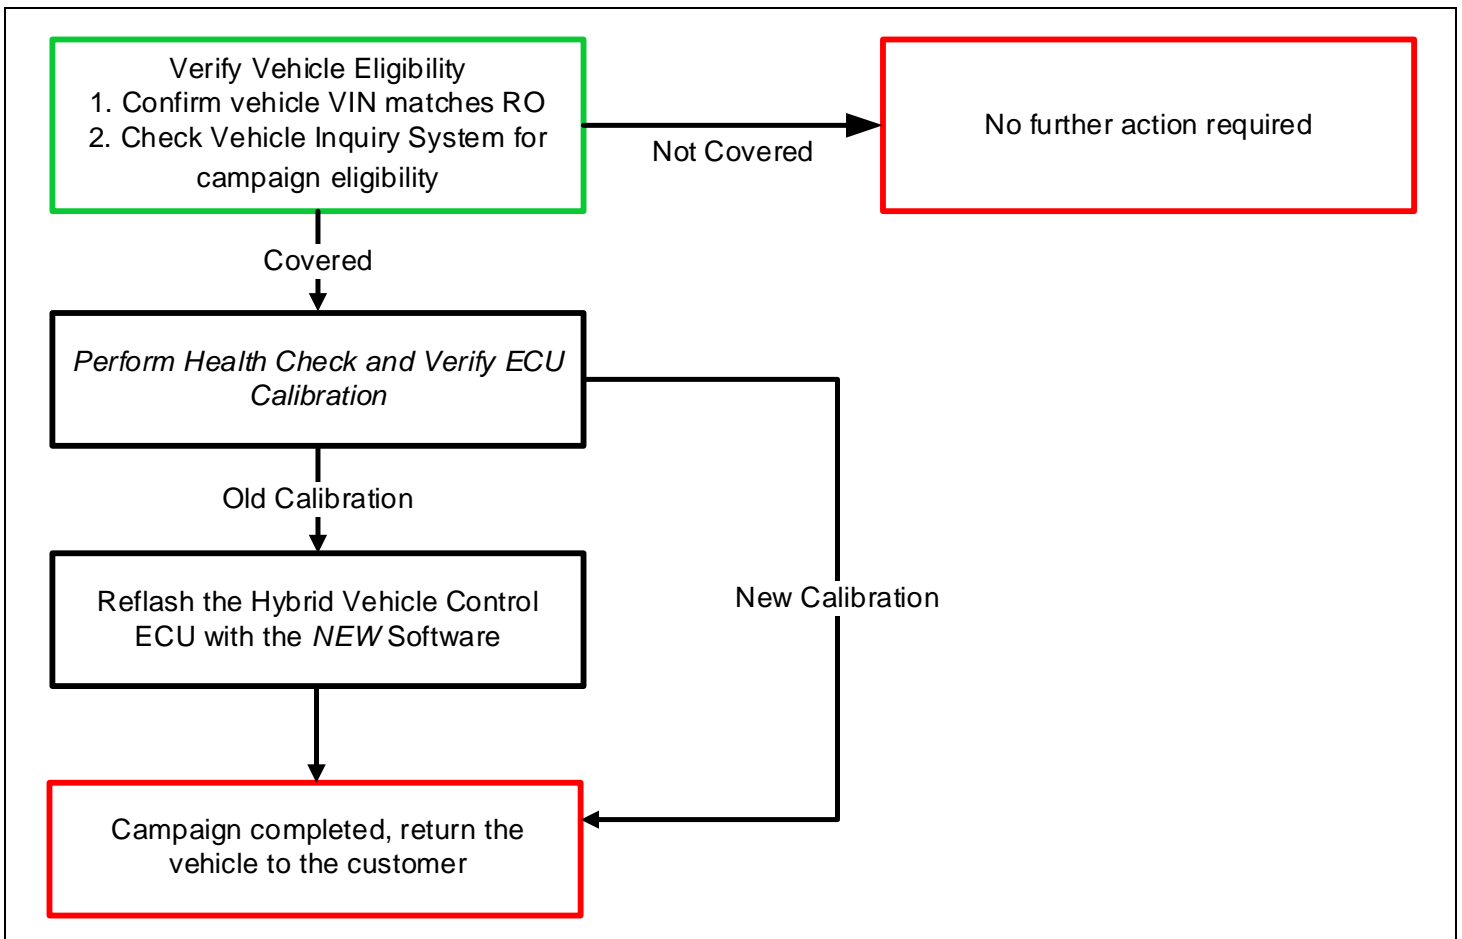 Verify Vehicle Eligibility
1. Confirm vehicle VIN matches RO
2. Check Vehicle Inquiry System for
campaign eligibility
Not Covered
No further action required
Covered
Perform Health Check and Verify ECU
Calibration
Old Calibration
New Calibration
Reflash the Hybrid Vehicle Control
ECU with the NEW Software
Campaign completed, return the
vehicle to the customer